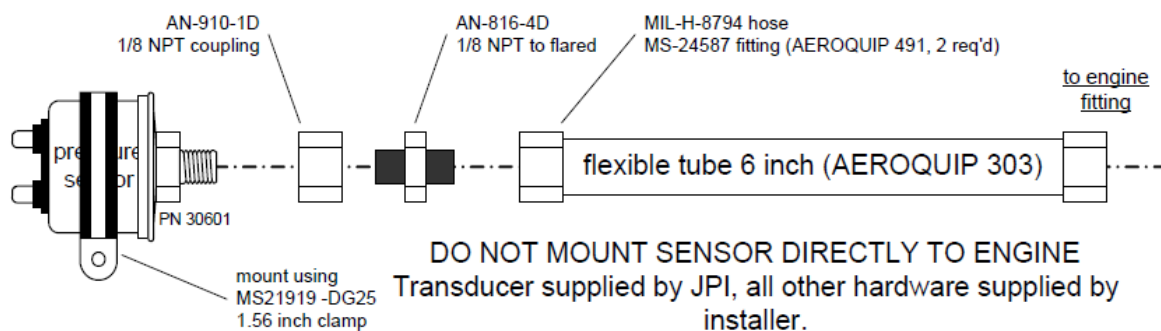 AN-910-1D
1/8 NPT coupling
AN-816-4D
1/8 NPT to flared
MIL-H-8794 hose
MS-24587 fitting (AEROQUIP 491, 2 req'd)
to engine
fitting
flexible tube 6 inch (AEROQUIP 303)
PN 30601
DO NOT MOUNT SENSOR DIRECTLY TO ENGINE
Transducer supplied by JPI, all other hardware supplied by
installer.
mount using
MS21919 -DG25
1.56 inch clamp